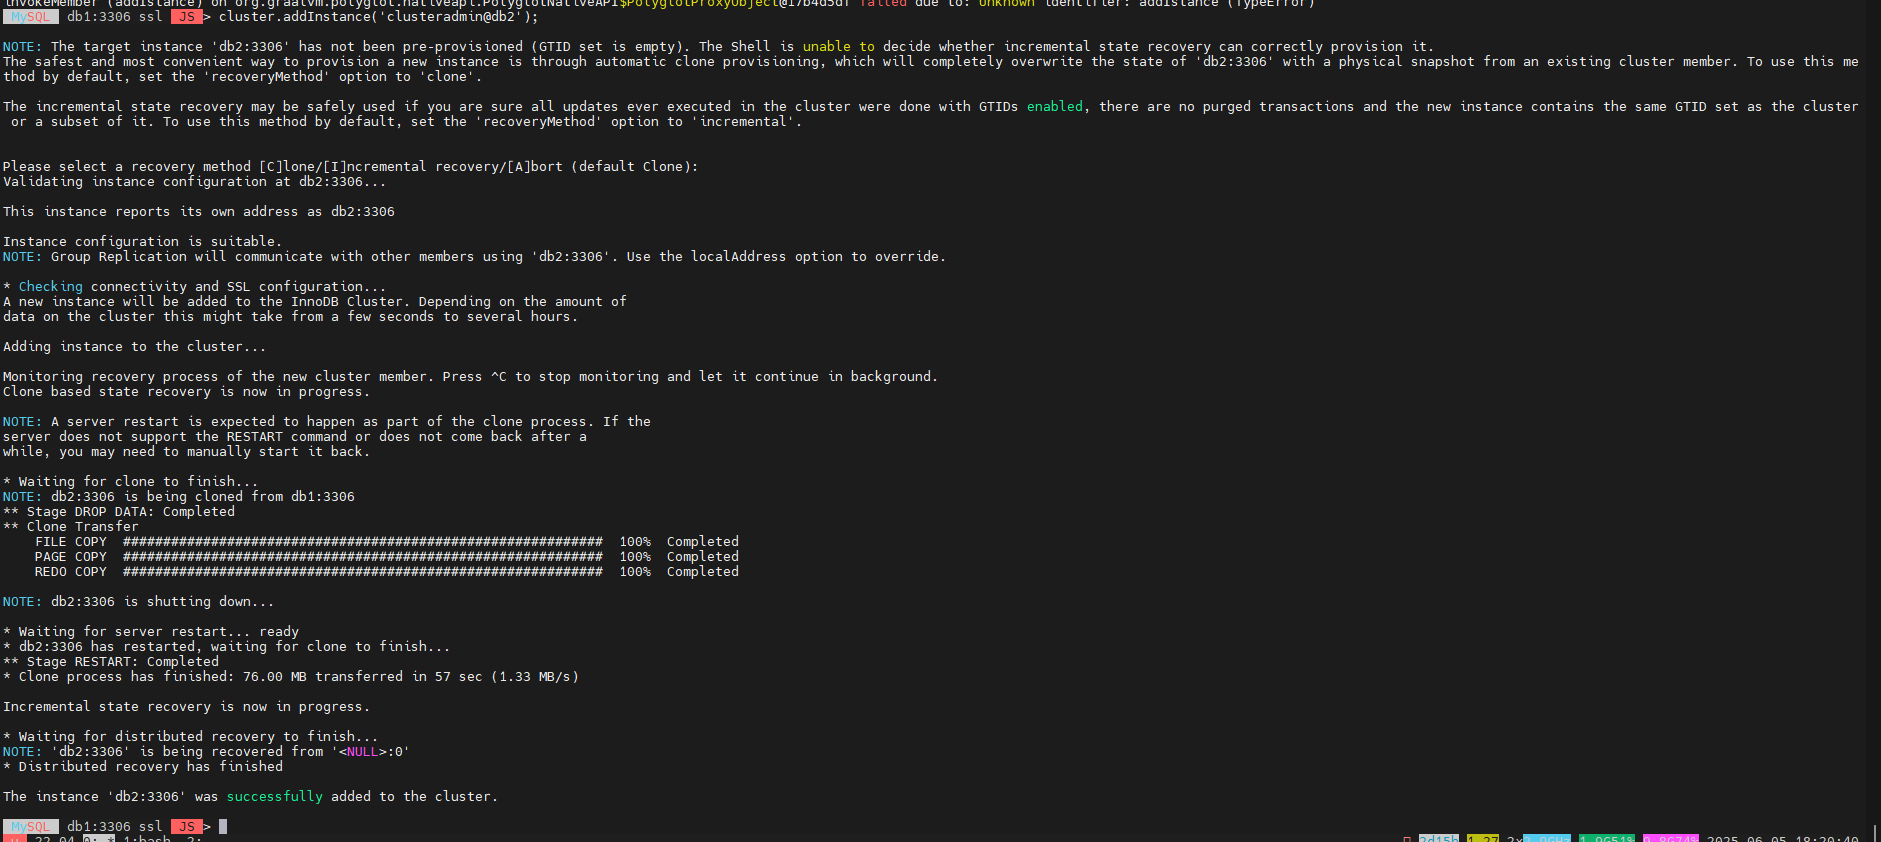 invokeMember (addistance) on org.graalvm.polyglot.nativeapi.PolyglotNativeAPI$PolyglotProxyObject@17b4d5df failed due to: Unknown identifier: addistance (TypeError)
MySQL db1:3306 ssl JS > cluster.addInstance('clusteradmin@db2');
NOTE: The target instance 'db2:3306' has not been pre-provisioned (GTID set is empty). The Shell is unable to decide whether incremental state recovery can correctly provision it.
The safest and most convenient way to provision a new instance is through automatic clone provisioning, which will completely overwrite the state of 'db2:3306' with a physical snapshot from an existing cluster member. To use this me
thod by default, set the 'recoveryMethod' option to 'clone'.
The incremental state recovery may be safely used if you are sure all updates ever executed in the cluster were done with GTIDs enabled, there are no purged transactions and the new instance contains the same GTID set as the cluster
or a subset of it. To use this method by default, set the 'recoveryMethod' option to 'incremental'.
Please select a recovery method [C]lone/[I]ncremental recovery/[A]bort (default Clone):
Validating instance configuration at db2:3306...
This instance reports its own address as db2:3306
Instance configuration is suitable.
NOTE: Group Replication will communicate with other members using 'db2:3306'. Use the localAddress option to override.
* Checking connectivity and SSL configuration...
A new instance will be added to the InnoDB Cluster. Depending on the amount of
data on the cluster this might take from a few seconds to several hours.
Adding instance to the cluster...
Monitoring recovery process of the new cluster member. Press ^C to stop monitoring and let it continue in background.
Clone based state recovery is now in progress.
NOTE: A server restart is expected to happen as part of the clone process. If the
server does not support the RESTART command or does not come back after a
while, you may need to manually start it back.
* Waiting for clone to finish...
NOTE: db2:3306 is being cloned from db1:3306
** Stage DROP DATA: Completed
** Clone Transfer
FILE COPY ############################################################ 100% Completed
PAGE COPY ############################################################ 100% Completed
REDO COPY ############################################################ 100% Completed
NOTE: db2:3306 is shutting down...
* Waiting for server restart... ready
* db2:3306 has restarted, waiting for clone to finish...
** Stage RESTART: Completed
* Clone process has finished: 76.00 MB transferred in 57 sec (1.33 MB/s)
Incremental state recovery is now in progress.
* Waiting for distributed recovery to finish...
NOTE: 'db2:3306' is being recovered from '<NULL>:0'
* Distributed recovery has finished
The instance 'db2:3306' was successfully added to the cluster.
MySQL db1:3306 ssl JS >
22.04 0:-* 1:bash 2: 2d15h 1.27 2025-06-05 18:20:40